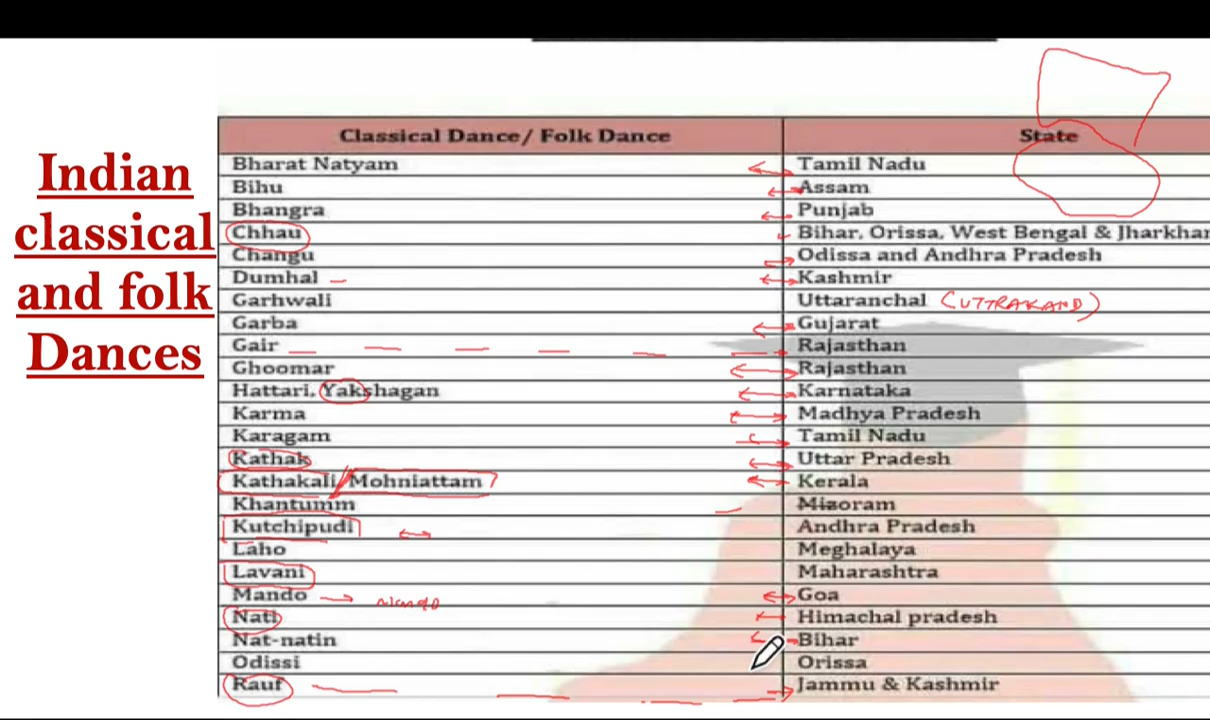 Indian
classical
and folk
Dances
Classical Dance/ Folk Dance State
Bharat Natyam Tamil Nadu
Bihu Assam
Bhangra Punjab
Chhau Bihar, Orissa, West Bengal & Jharkhar
Changu Odissa and Andhra Pradesh
Dumhal Kashmir
Garhwali Uttaranchal (UTTRAKAND)
Garba Gujarat
Gair Rajasthan
Ghoomar Rajasthan
Hattari, Yakshagan Karnataka
Karma Madhya Pradesh
Karagam Tamil Nadu
Kathak Uttar Pradesh
Kathakali/Mohniattam Kerala
Khantumm Mizoram
Kutchipudi Andhra Pradesh
Laho Meghalaya
Lavani Maharashtra
Mando mando Goa
Nati Himachal pradesh
Nat-natin Bihar
Odissi Orissa
Rauf Jammu & Kashmir